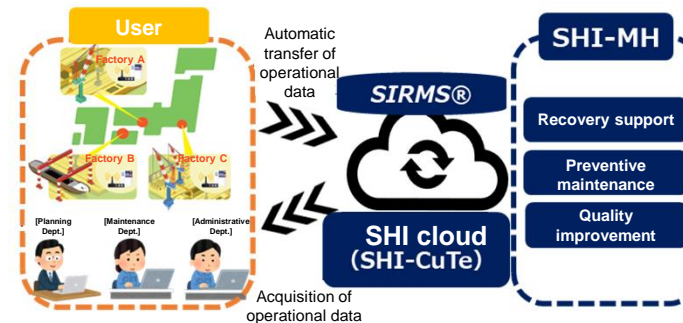 User
Factory A
Factory B
Factory C
[Planning
Dept.]
[Maintenance
Dept.]
[Administrative
Dept.]
Automatic
transfer of
operational
data
Acquisition of
operational data
SIRMS®
SHI cloud
(SHI-CuTe)
SHI-MH
Recovery support
Preventive
maintenance
Quality
improvement